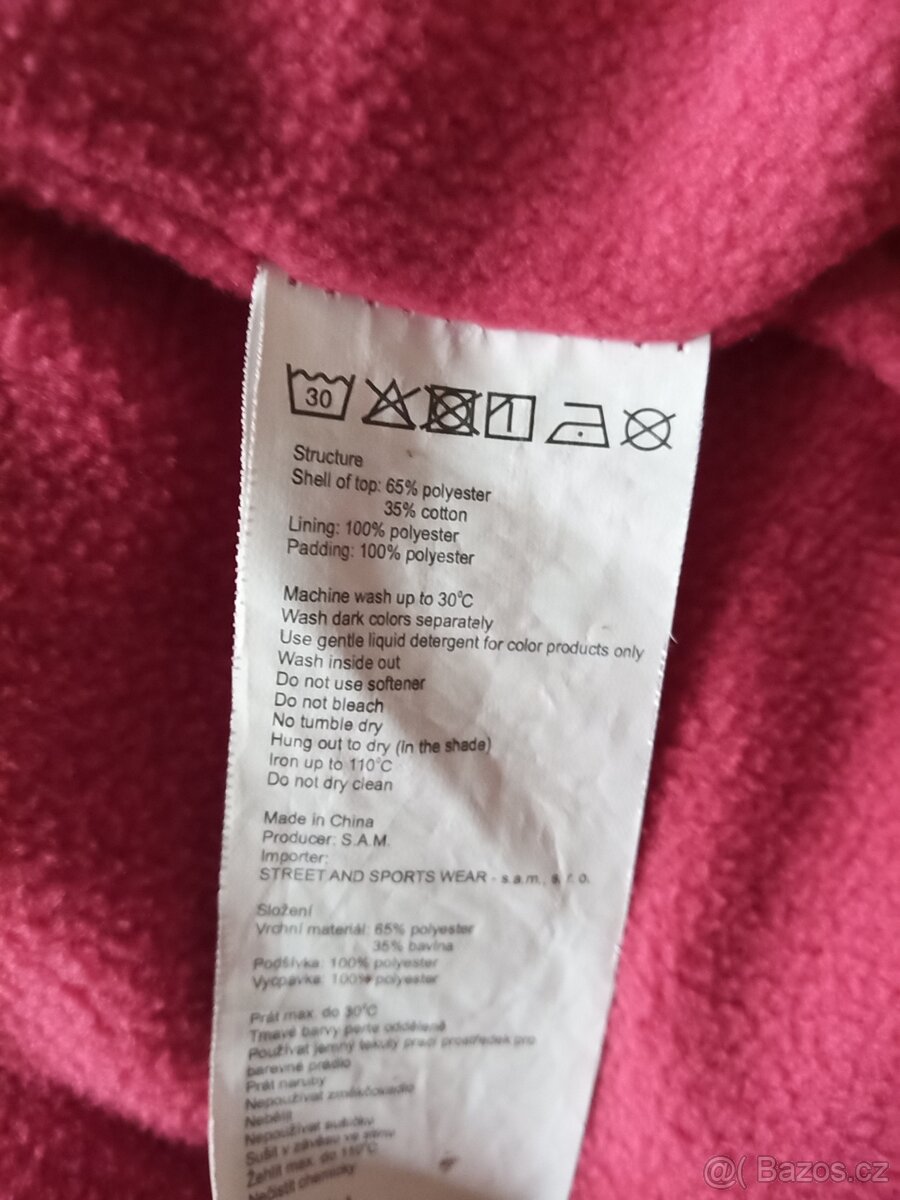 30
Structure
Shell of top: 65% polyester
35% cotton
Lining: 100% polyester
Padding: 100% polyester
Machine wash up to 30°C
Wash dark colors separately
Use gentle liquid detergent for color products only
Wash inside out
Do not use softener
Do not bleach
No tumble dry
Hung out to dry (in the shade)
Iron up to 110°C
Do not dry clean
Made in China
Producer: S.A.M.
Importer:
STREET AND SPORTS WEAR - s.a.m., s. r. o.
Složení
Vrchní materiál: 65% polyester
35% bavlna
Podšívka: 100% polyester
Vycpávka: 100% polyester
Prát max. do 30°C
Tmavé barvy perte odděleně
Používat jemný tekutý prací prostředek pro
barevné prádlo
Prát naruby
Nepoužívat změkčovadlo
Nebělit
Nepoužívat sušičku
Sušit v závěsu ve stínu
Žehlit max. do 110°C
Nečistit chemicky
@( Bazos.cz